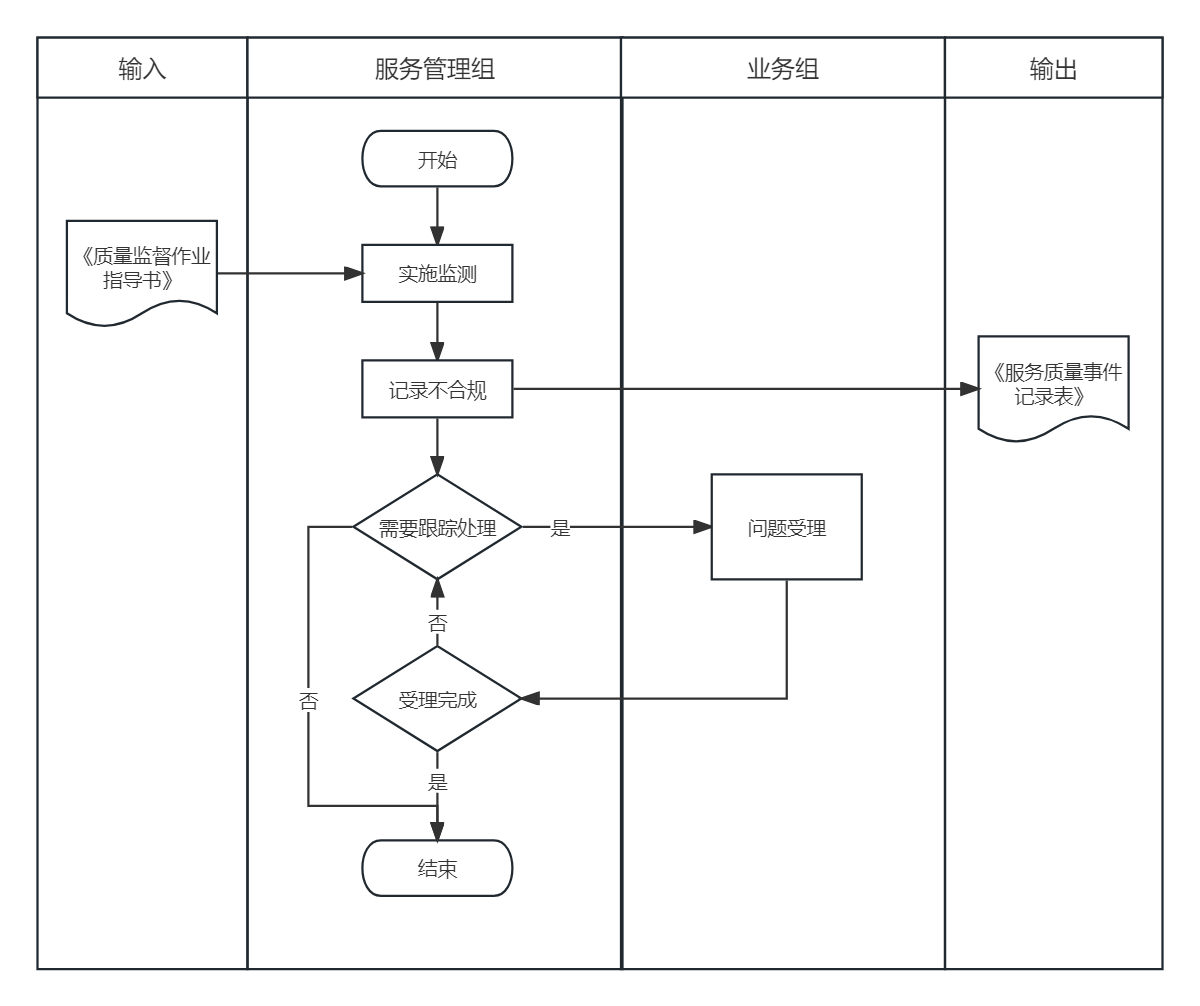 输入
服务管理组
业务组
输出
开始
《质量监督作业
指导书》
实施监测
记录不合规
《服务质量事件
记录表》
需要跟踪处理
是
问题受理
否
否
受理完成
是
结束